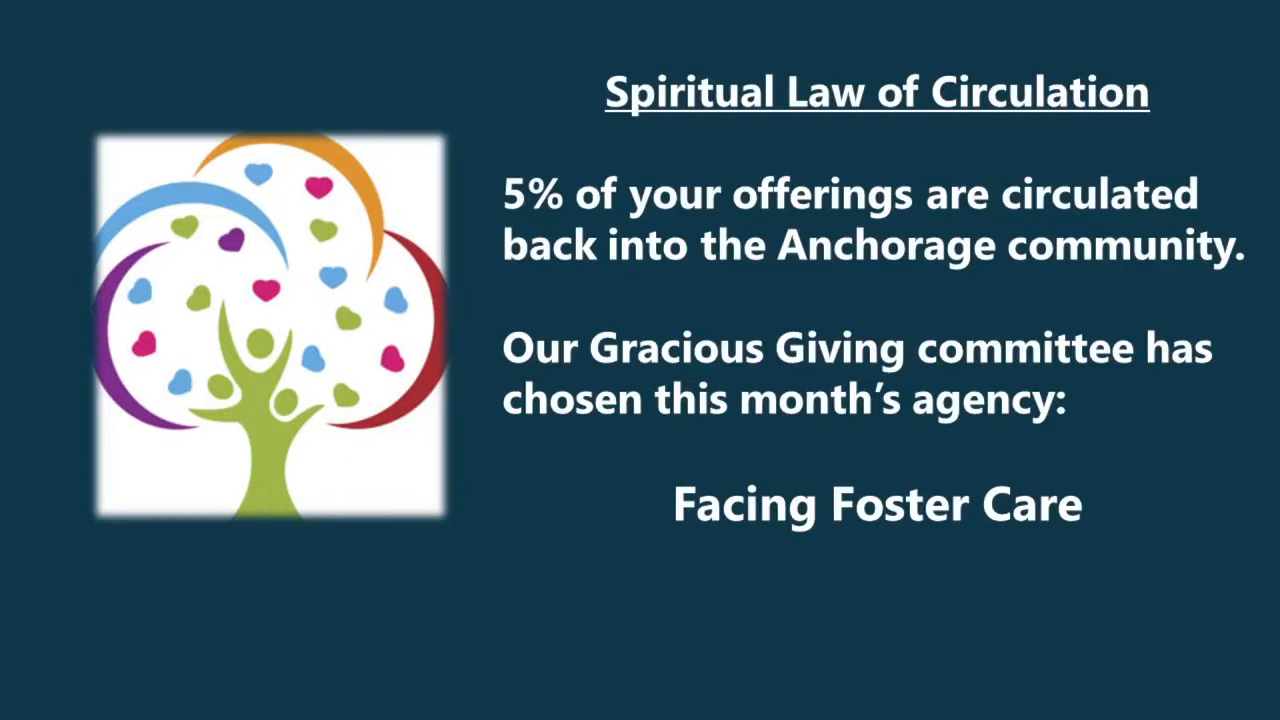 Spiritual Law of Circulation
5% of your offerings are circulated
back into the Anchorage community.
Our Gracious Giving committee has
chosen this month’s agency:
Facing Foster Care